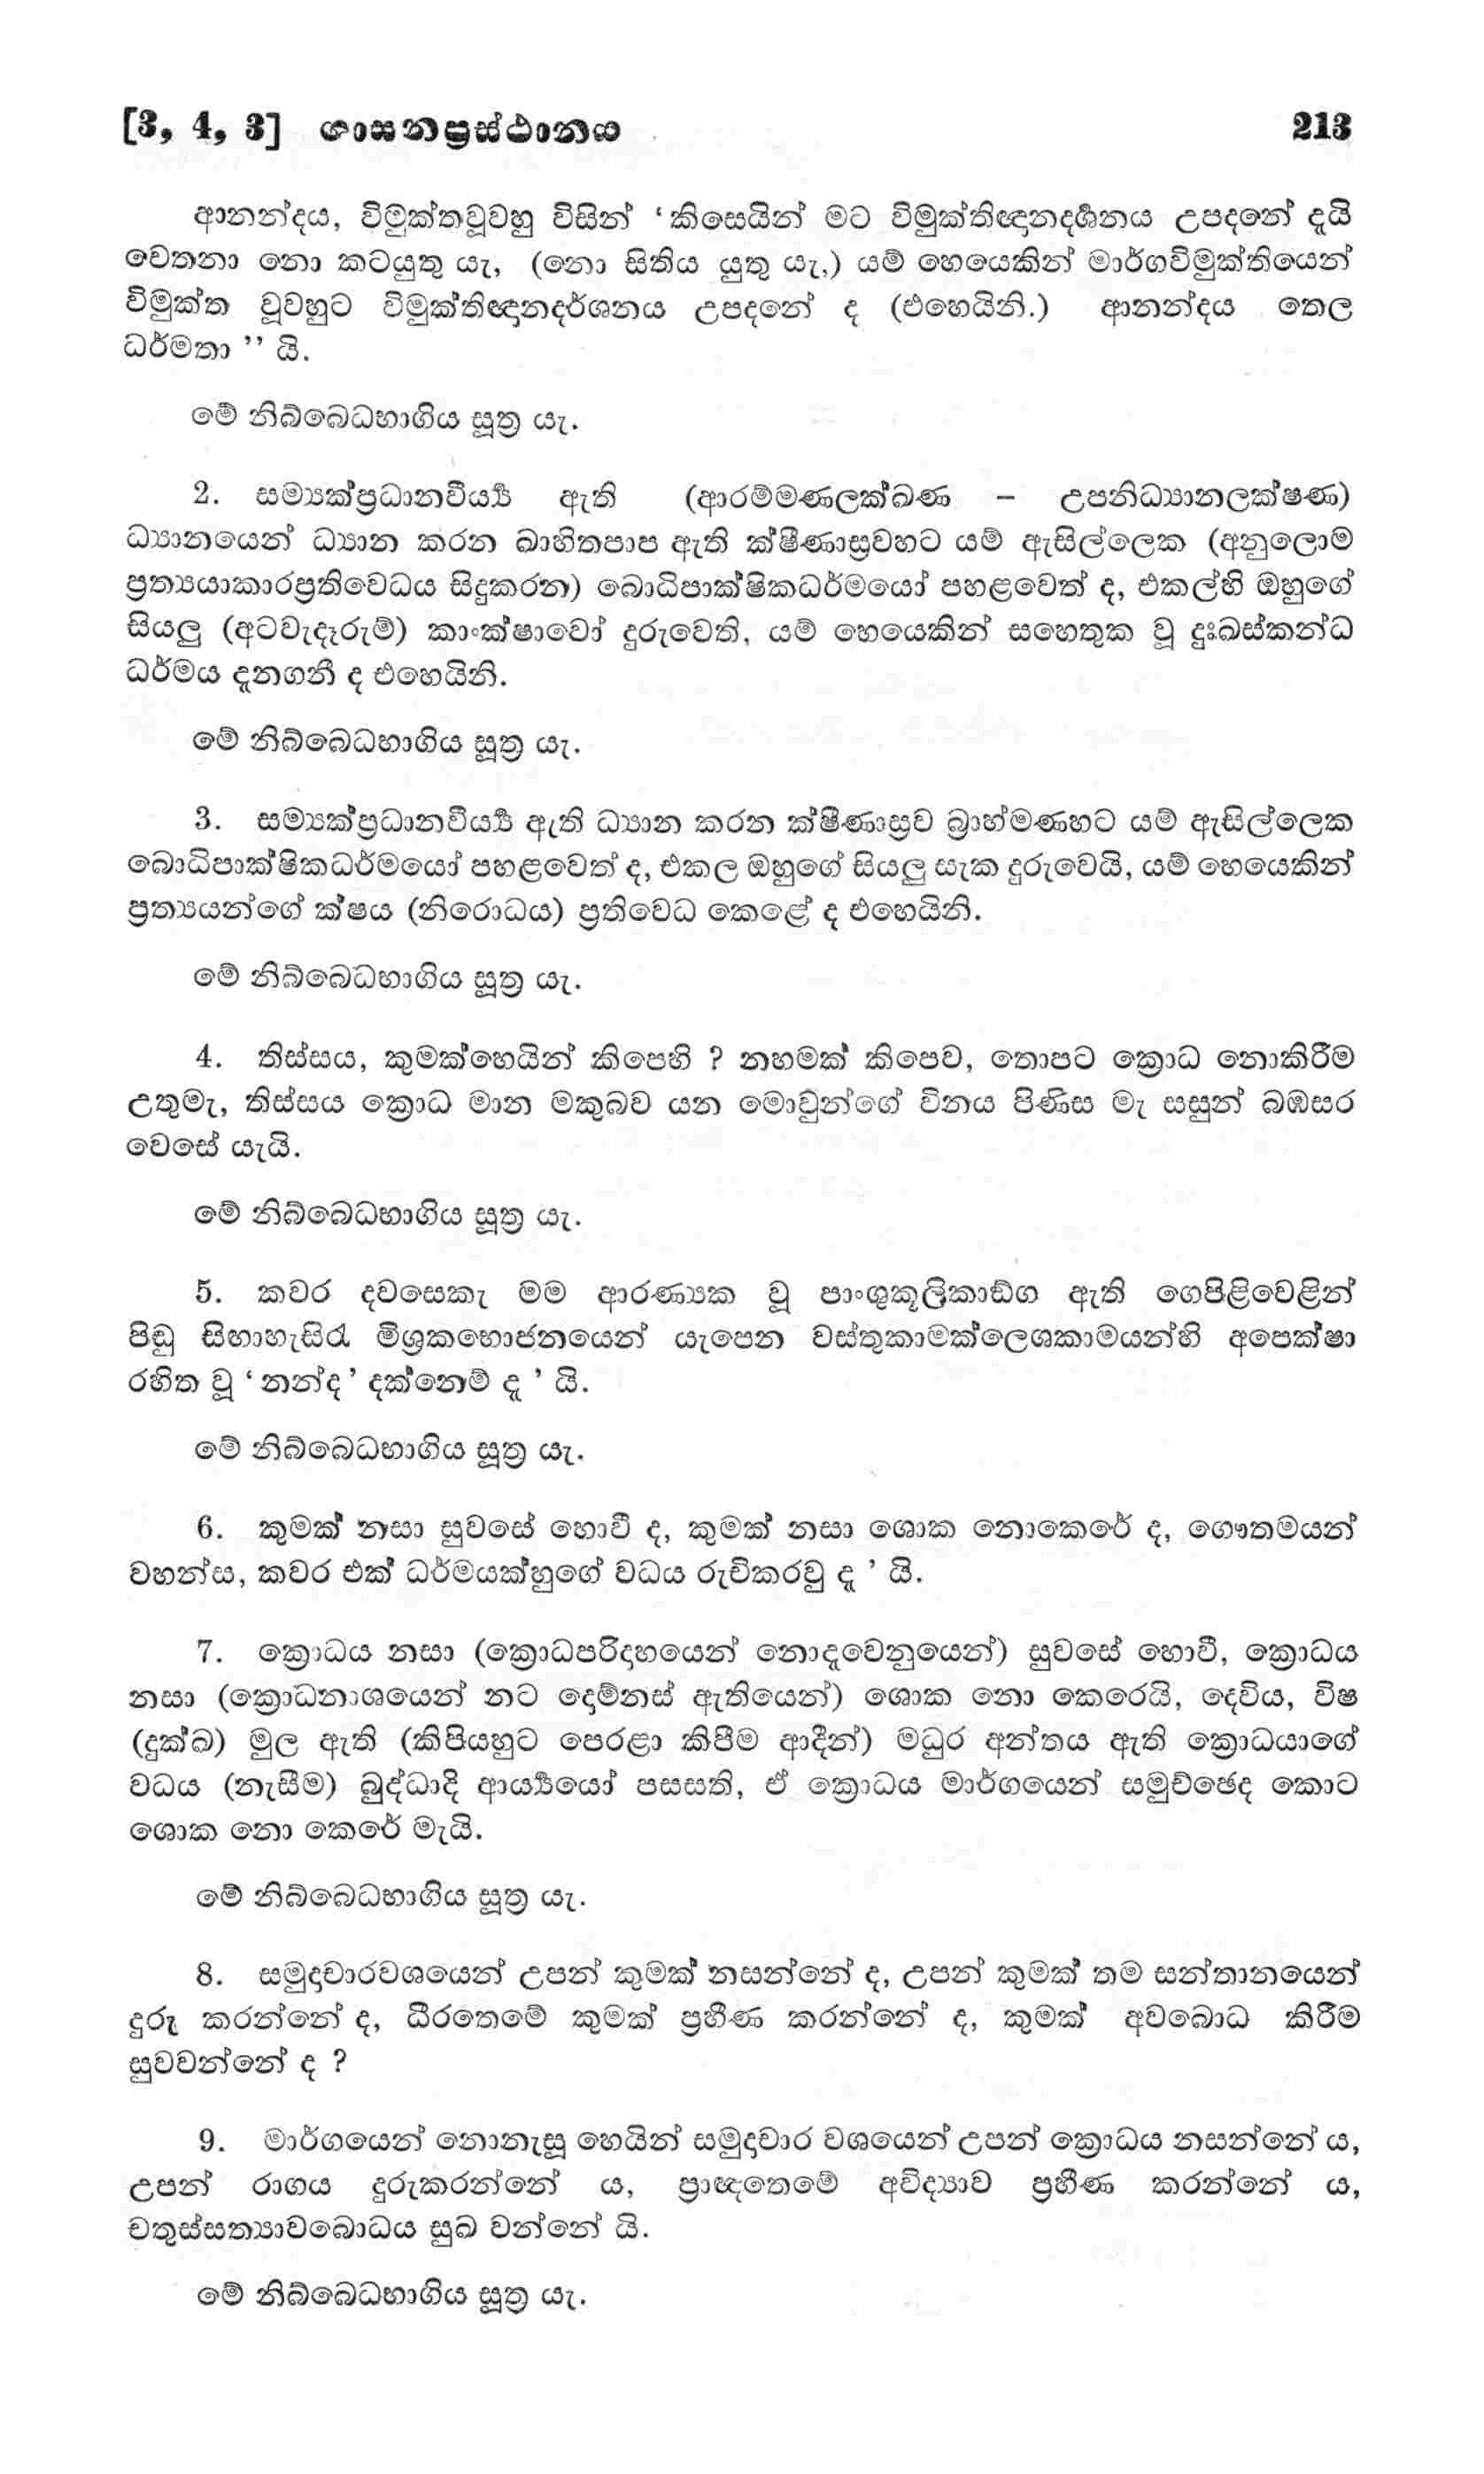 [3, 4, 3] ශාසනප්‍රස්ථානය 213
ආනන්දය, විමුක්තවූවහු විසින් ‘කිසෙයින් මට විමුක්තිඥානදර්‍ශනය උපදනේ දැයි
චෙතනා නො කටයුතු යැ, (නො සිතිය යුතු යැ,) යම් හෙයෙකින් මාර්ගවිමුක්තියෙන්
විමුක්ත වූවහුට විමුක්තිඥානදර්ශනය උපදනේ ද (එහෙයිනි.) ආනන්දය තෙල
ධර්මතා ’’ යි.
මේ නිබ්බෙධභාගිය සූත්‍ර යැ.
2. සම්‍යක්ප්‍රධානවීර්‍ය්‍ය ඇති (ආරම්මණලක්ඛණ – උපනිධ්‍යානලක්ෂණ)
ධ්‍යානයෙන් ධ්‍යාන කරන බාහිතපාප ඇති ක්ෂීණාස්‍රවහට යම් ඇසිල්ලෙක (අනුලොම
ප්‍රත්‍යයාකාරප්‍රතිවෙධය සිදුකරන) බොධිපාක්ෂිකධර්මයෝ පහළවෙත් ද, එකල්හි ඔහුගේ
සියලු (අටවැදෑරුම්) කාංක්ෂාවෝ දුරුවෙති, යම් හෙයෙකින් සහෙතුක වූ දුඃඛස්කන්ධ
ධර්මය දැනගනී ද එහෙයිනි.
මේ නිබ්බෙධභාගිය සූත්‍ර යැ.
3. සම්‍යක්ප්‍රධානවීර්‍ය්‍ය ඇති ධ්‍යාන කරන ක්ෂීණාස්‍රව බ්‍රාහ්මණහට යම් ඇසිල්ලෙක
බොධිපාක්ෂිකධර්මයෝ පහළවෙත් ද, එකල ඔහුගේ සියලු සැක දුරුවෙයි, යම් හෙයෙකින්
ප්‍රත්‍යයන්ගේ ක්ෂය (නිරොධය) ප්‍රතිවෙධ කෙළේ ද එහෙයිනි.
මේ නිබ්බෙධභාගිය සූත්‍ර යැ.
4. තිස්සය, කුමක්හෙයින් කිපෙහි ? නහමක් කිපෙව, තොපට ක්‍රොධ නොකිරීම
උතුමැ, තිස්සය ක්‍රොධ මාන මකුබව යන මොවුන්ගේ විනය පිණිස මැ සසුන් බඹසර
වෙසේ යැයි.
මේ නිබ්බෙධභාගිය සූත්‍ර යැ.
5. කවර දවසෙකැ මම ආරණ්‍යක වූ පාංශුකූලිකාඞ්ග ඇති ගෙපිළිවෙළින්
පිඬු සිඟාහැසිරැ මිශ්‍රකභොජනයෙන් යැපෙන වස්තුකාමක්ලෙශකාමයන්හි අපෙක්ෂා
රහිත වූ ‘නන්ද’ දක්නෙම් දැ ’ යි.
මේ නිබ්බෙධභාගිය සූත්‍ර යැ.
6. කුමක් නසා සුවසේ හොවී ද, කුමක් නසා ශොක නොකෙරේ ද, ගෞතමයන්
වහන්ස, කවර එක් ධර්මයක්හුගේ වධය රුචිකරවු දැ ’ යි.
7. ක්‍රොධය නසා (ක්‍රොධපරිදාහයෙන් නොදැවෙනුයෙන්) සුවසේ හොවී, ක්‍රොධය
නසා (ක්‍රොධනාශයෙන් නට දොම්නස් ඇතියෙන්) ශොක නො කෙරෙයි, දෙවිය, විෂ
(දුක්ඛ) මුල ඇති (කිපියහුට පෙරළා කිපීම ආදීන්) මධුර අන්තය ඇති ක්‍රොධයාගේ
වධය (නැසීම) බුද්ධාදි ආර්‍ය්‍යයෝ පසසති, ඒ ක්‍රොධය මාර්ගයෙන් සමුච්ඡෙද කොට
ශොක නො කෙරේ මැයි.
මේ නිබ්බෙධභාගිය සූත්‍ර යැ.
8. සමුදාචාරවශයෙන් උපන් කුමක් නසන්නේ ද, උපන් කුමක් තම සන්තානයෙන්
දුරු කරන්නේ ද, ධීරතෙමේ කුමක් ප්‍රහීණ කරන්නේ ද, කුමක් අවබොධ කිරීම
සුවවන්නේ ද ?
9. මාර්ගයෙන් නොනැසූ හෙයින් සමුදාචාර වශයෙන් උපන් ක්‍රොධය නසන්නේ ය,
උපන් රාගය දුරුකරන්නේ ය, ප්‍රාඥතෙමේ අවිද්‍යාව ප්‍රහීණ කරන්නේ ය,
චතුස්සත්‍යාවබොධය සුඛ වන්නේ යි.
මේ නිබ්බෙධභාගිය සූත්‍ර යැ.